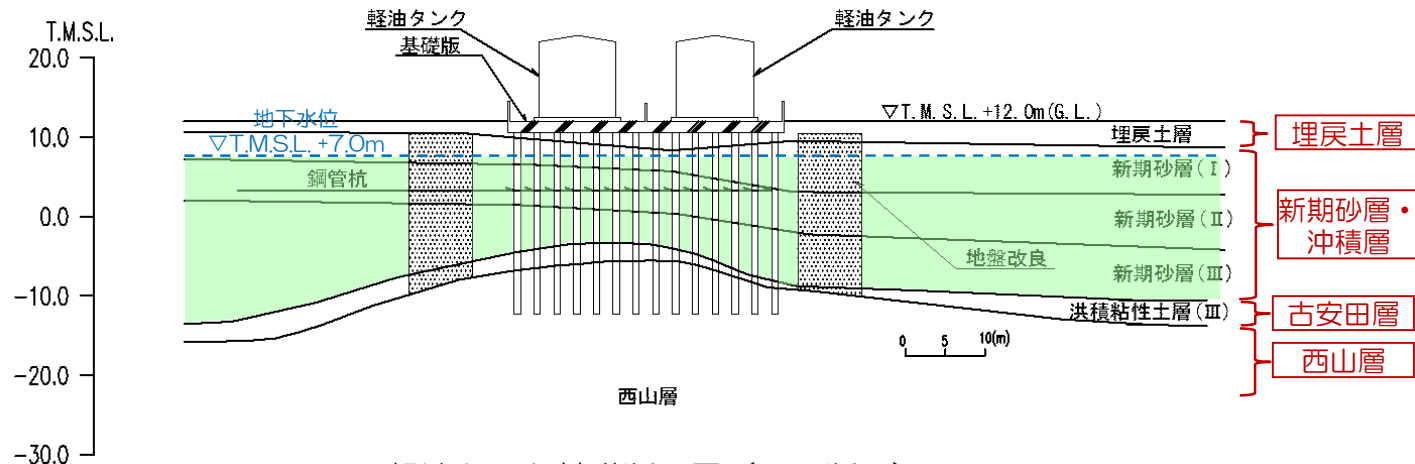 T.M.S.L.
20.0
10.0
0.0
-10.0
-20.0
-30.0
軽油タンク
軽油タンク
基礎版
地下水位
▽T.M.S.L. +7.0m
▽T.M.S.L.+12.0m(G.L.)
埋戻土層
新期砂層(Ⅰ)
鋼管杭
新期砂層(Ⅱ)
地盤改良
新期砂層(Ⅲ)
洪積粘性土層(Ⅲ)
0 5 10(m)
西山層
埋戻土層
新期砂層・
沖積層
古安田層
西山層